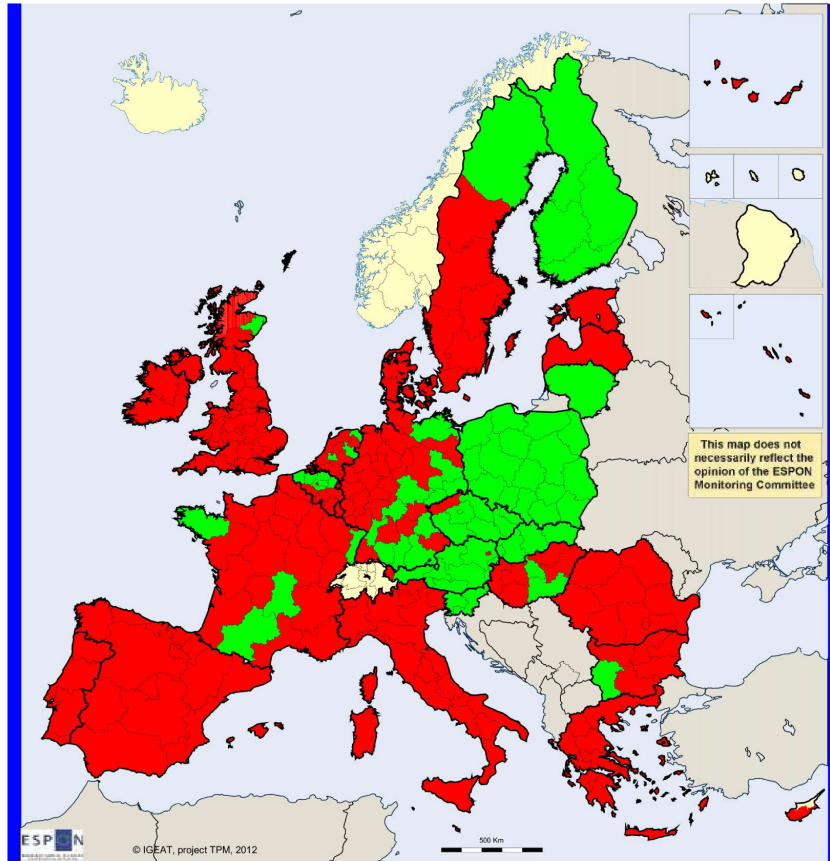 This map does not
necessarily reflect the
opinion of the ESPON
Monitoring Committee
500 Km
ESPON
© IGEAT, project TPM, 2012